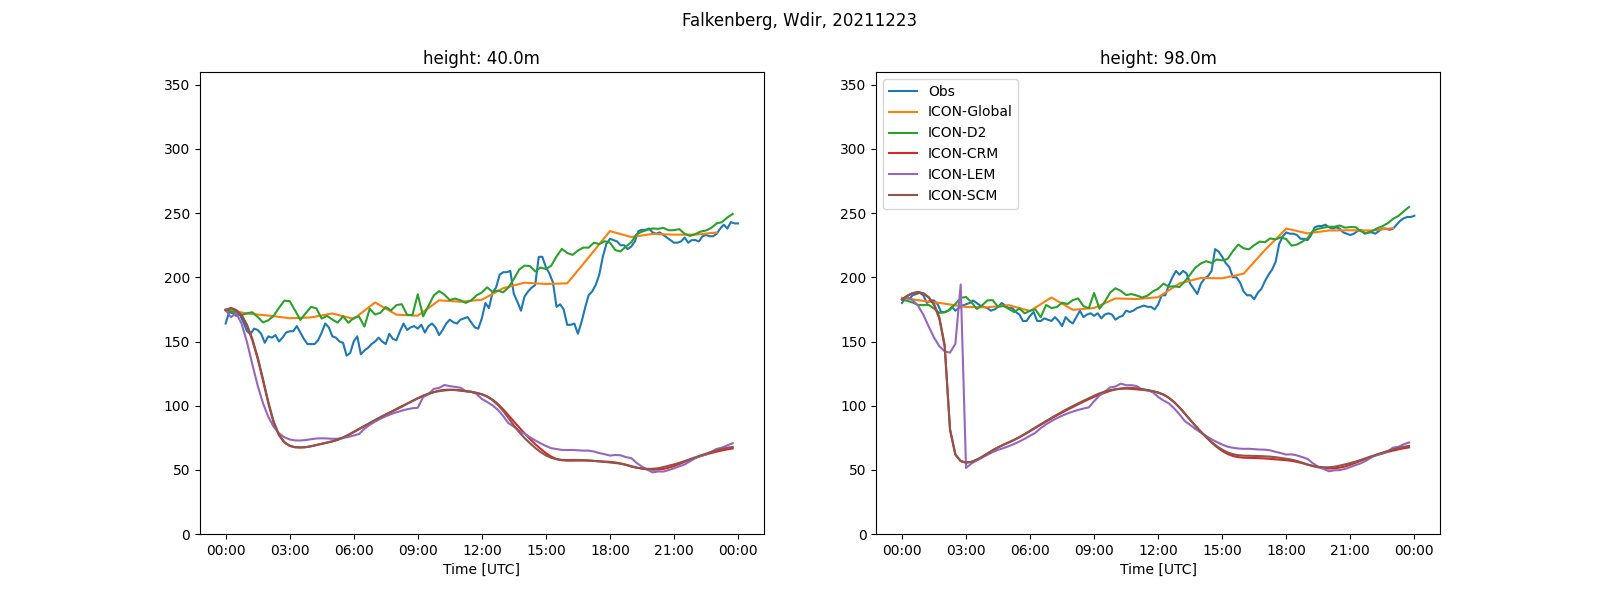 Falkenberg, Wdir, 20211223
height: 40.0m
350
300
250
200
150
100
50
0
00:00 03:00 06:00 09:00 12:00 15:00 18:00 21:00 00:00
Time [UTC]
height: 98.0m
350
300
250
200
150
100
50
0
Obs
ICON-Global
ICON-D2
ICON-CRM
ICON-LEM
ICON-SCM
00:00 03:00 06:00 09:00 12:00 15:00 18:00 21:00 00:00
Time [UTC]